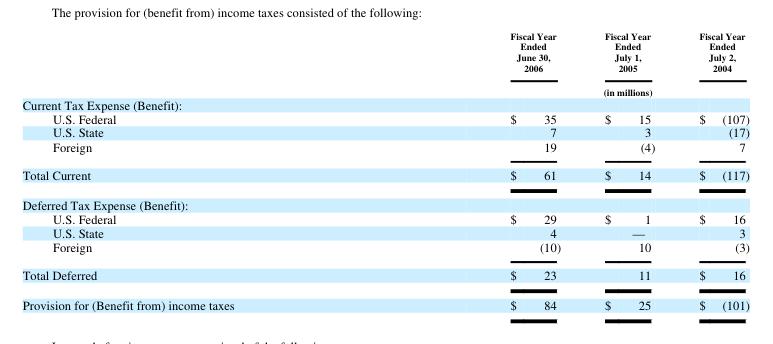 The provision for (benefit from) income taxes consisted of the following:
Fiscal Year Fiscal Year Fiscal Year
Ended Ended Ended
June 30, July 1, July 2,
2006 2005 2004
(in millions)
Current Tax Expense (Benefit):
U.S. Federal $ 35 $ 15 $ (107)
U.S. State 7 3 (17)
Foreign 19 (4) 7
Total Current $ 61 $ 14 $ (117)
Deferred Tax Expense (Benefit):
U.S. Federal $ 29 $ 1 $ 16
U.S. State 4 — 3
Foreign (10) 10 (3)
Total Deferred $ 23 11 $ 16
Provision for (Benefit from) income taxes $ 84 $ 25 $ (101)